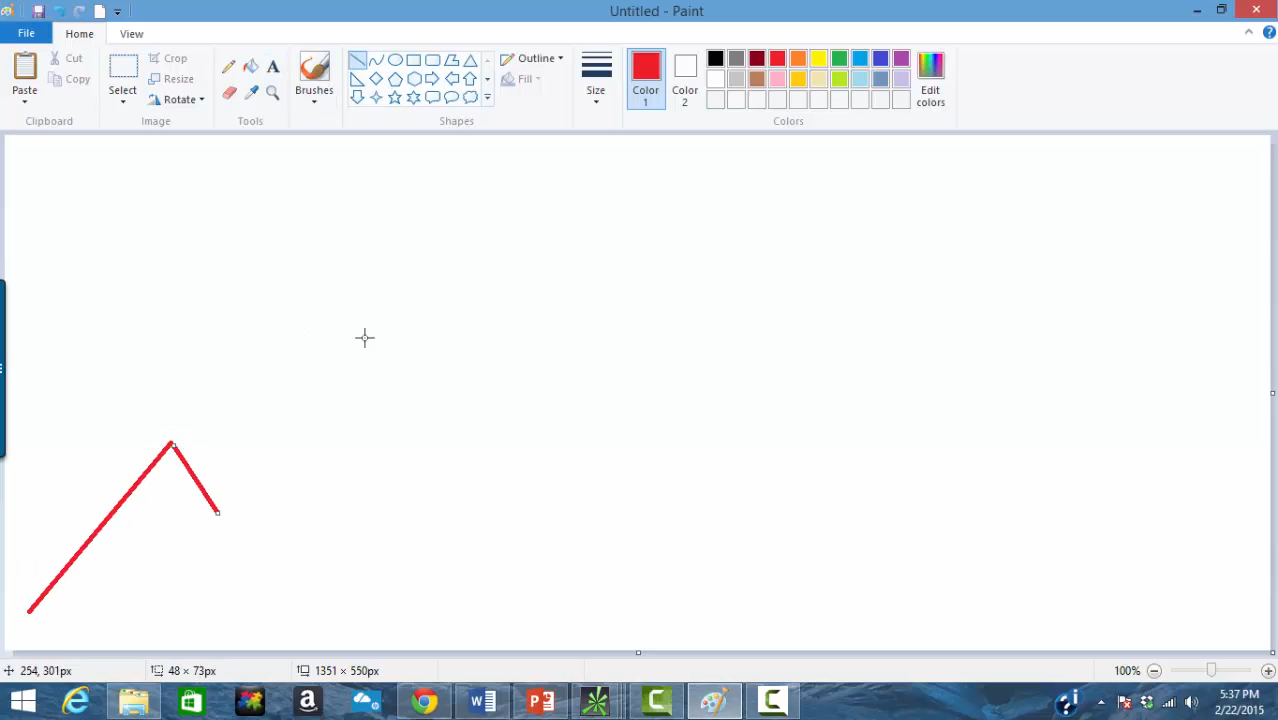 Untitled - Paint
File
Home
View
Paste
Cut
Copy
Clipboard
Select
Crop
Resize
Rotate
Image
A
Tools
Brushes
Outline
Fill
Shapes
Size
Color 1
Color 2
Edit colors
Colors
254, 301px
48 × 73px
1351 × 550px
100%
5:37 PM
2/22/2015